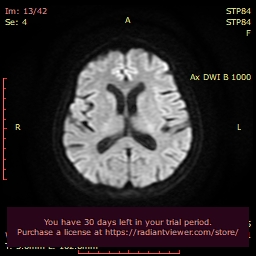 Im: 13/42
Se: 4
A
STP84
STP84
F
Ax DWI B 1000
R
L
You have 30 days left in your trial period.
Purchase a license at https://radiantviewer.com/store/